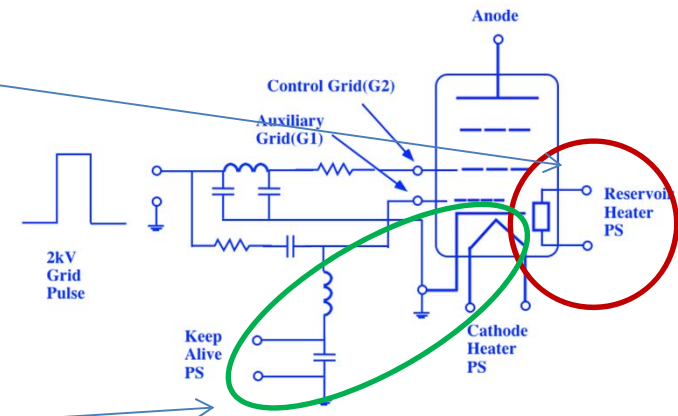 Anode
Control Grid(G2)
Auxiliary
Grid(G1)
Reservoir
Heater
PS
2kV
Grid
Pulse
Keep
Alive
PS
Cathode
Heater
PS